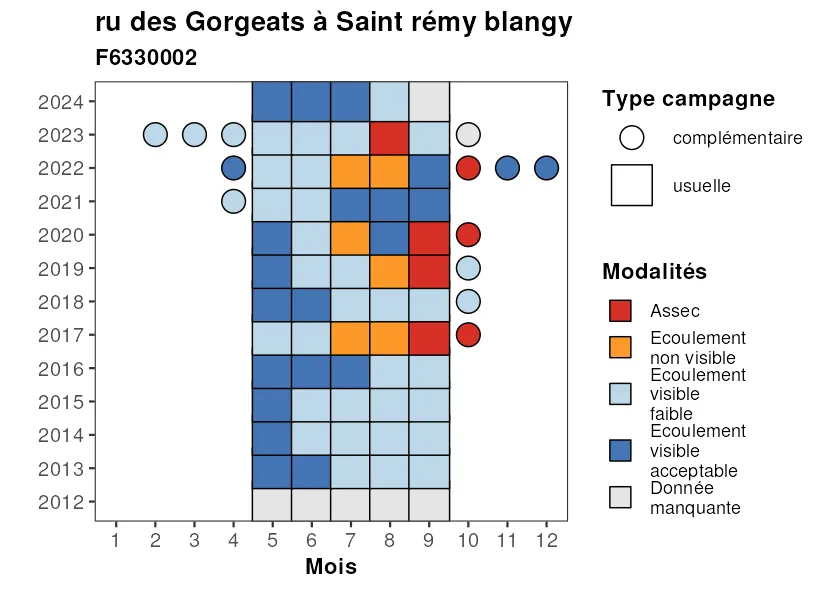 ru des Gorgeats à Saint rémy blangy
F6330002
2024
2023
2022
2021
2020
2019
2018
2017
2016
2015
2014
2013
2012
1 2 3 4 5 6 7 8 9 10 11 12
Mois
Type campagne
complémentaire
usuelle
Modalités
Assec
Ecoulement
non visible
Ecoulement
visible
faible
Ecoulement
visible
acceptable
Donnée
manquante